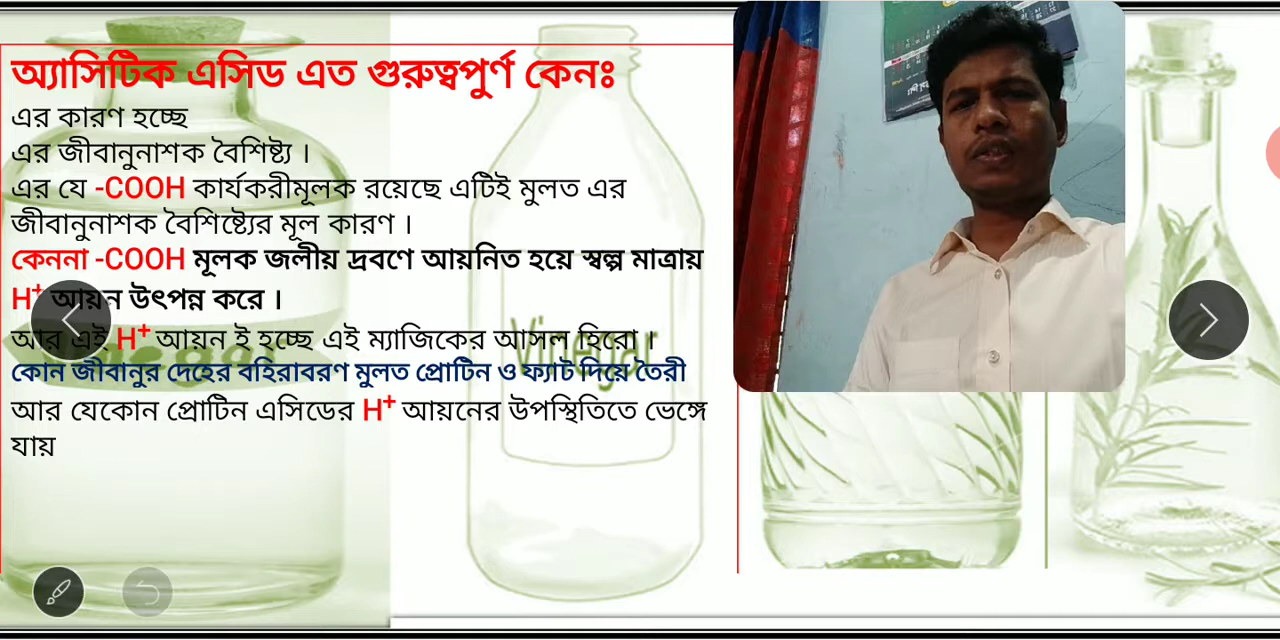 অ্যাসিটিক এসিড এত গুরুত্বপুর্ণ কেনঃ
এর কারণ হচ্ছে
এর জীবানুনাশক বৈশিষ্ট্য ।
এর যে -COOH কার্যকরীমূলক রয়েছে এটিই মুলত এর
জীবানুনাশক বৈশিষ্ট্যের মূল কারণ ।
কেননা -COOH মূলক জলীয় দ্রবণে আয়নিত হয়ে স্বল্প মাত্রায়
H⁺ আয়ন উৎপন্ন করে ।
আর এই H⁺ আয়ন ই হচ্ছে এই ম্যাজিকের আসল হিরো ।
কোন জীবানুর দেহের বহিরাবরণ মুলত প্রোটিন ও ফ্যাট দিয়ে তৈরী
আর যেকোন প্রোটিন এসিডের H⁺ আয়নের উপস্থিতিতে ভেঙ্গে
যায়
Vinegar